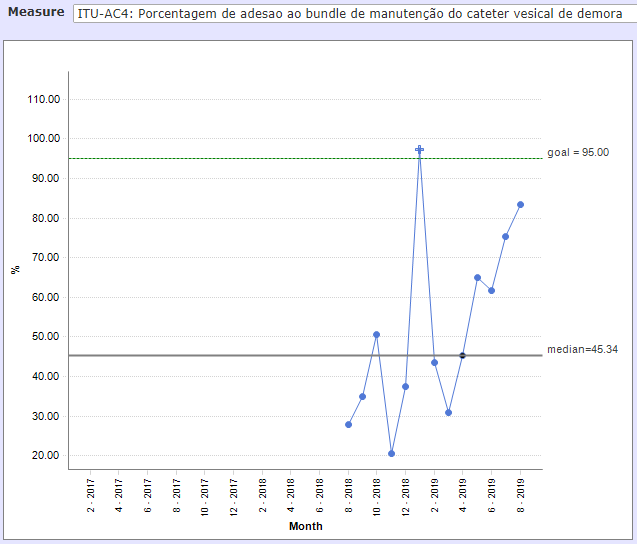 Measure ITU-AC4: Porcentagem de adesao ao bundle de manutenção do cateter vesical de demora
110.00
100.00
goal = 95.00
90.00
80.00
70.00
%
60.00
50.00
median=45.34
40.00
30.00
20.00
2 - 2017
4 - 2017
6 - 2017
8 - 2017
10 - 2017
12 - 2017
2 - 2018
4 - 2018
6 - 2018
8 - 2018
10 - 2018
12 - 2018
2 - 2019
4 - 2019
6 - 2019
8 - 2019
Month